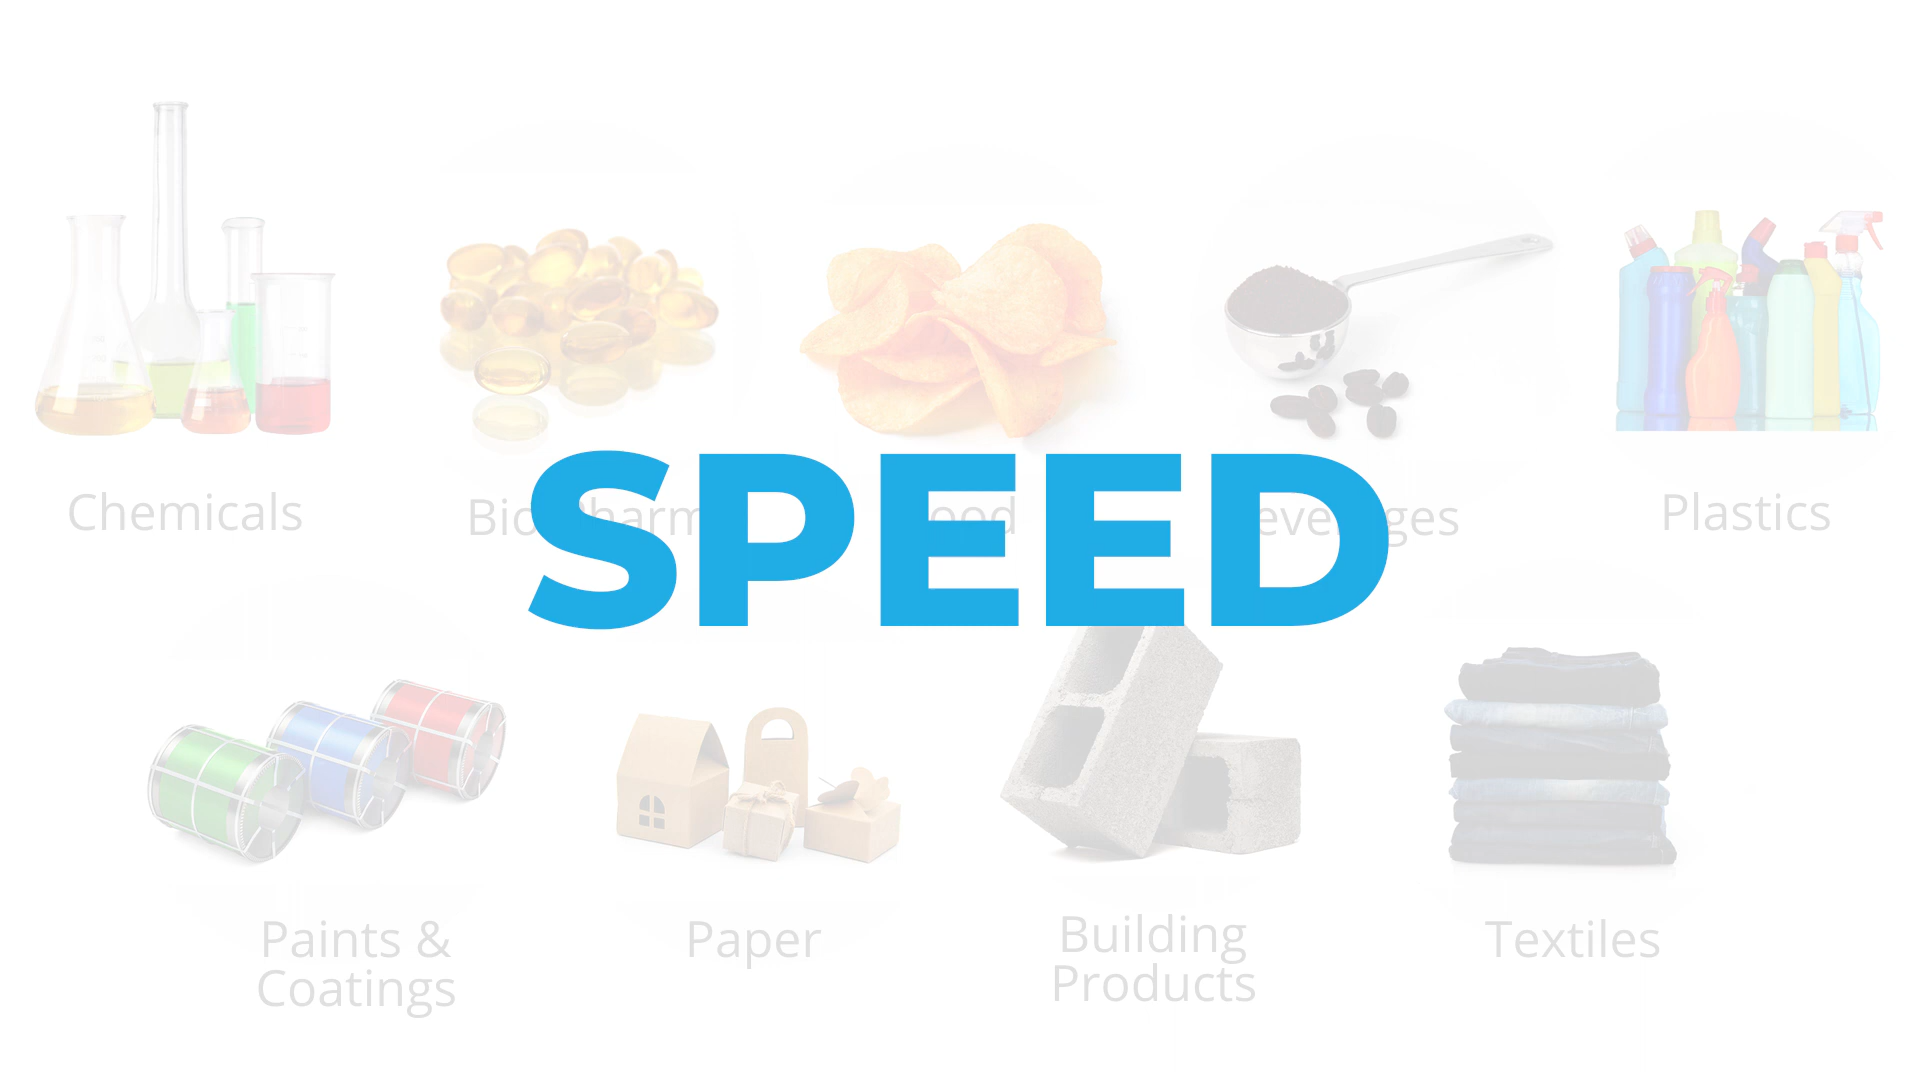 Chemicals
Plastics
SPEED
Paints &
Coatings
Paper
Building
Products
Textiles